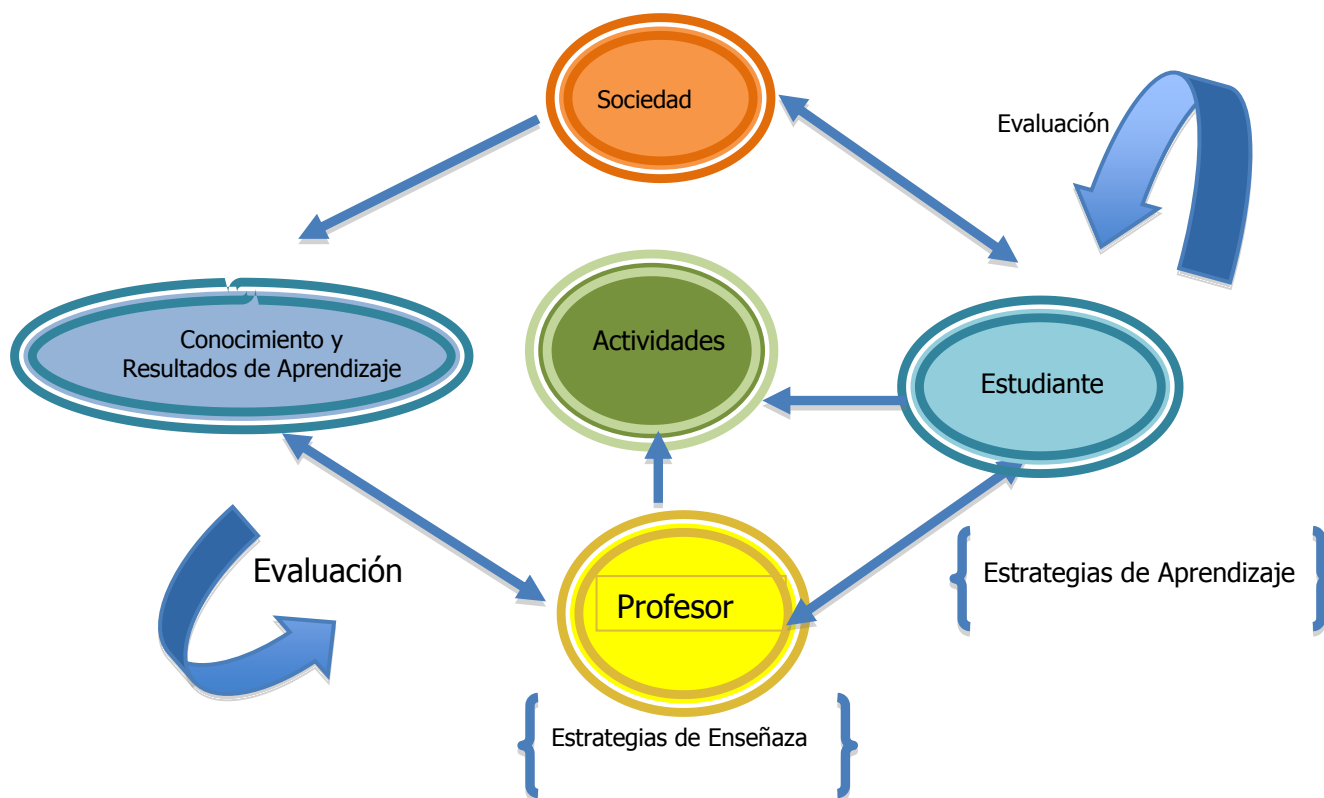 Sociedad
Evaluación
Conocimiento y
Resultados de Aprendizaje
Actividades
Estudiante
Evaluación
Profesor
Estrategias de Aprendizaje
Estrategias de Enseñaza